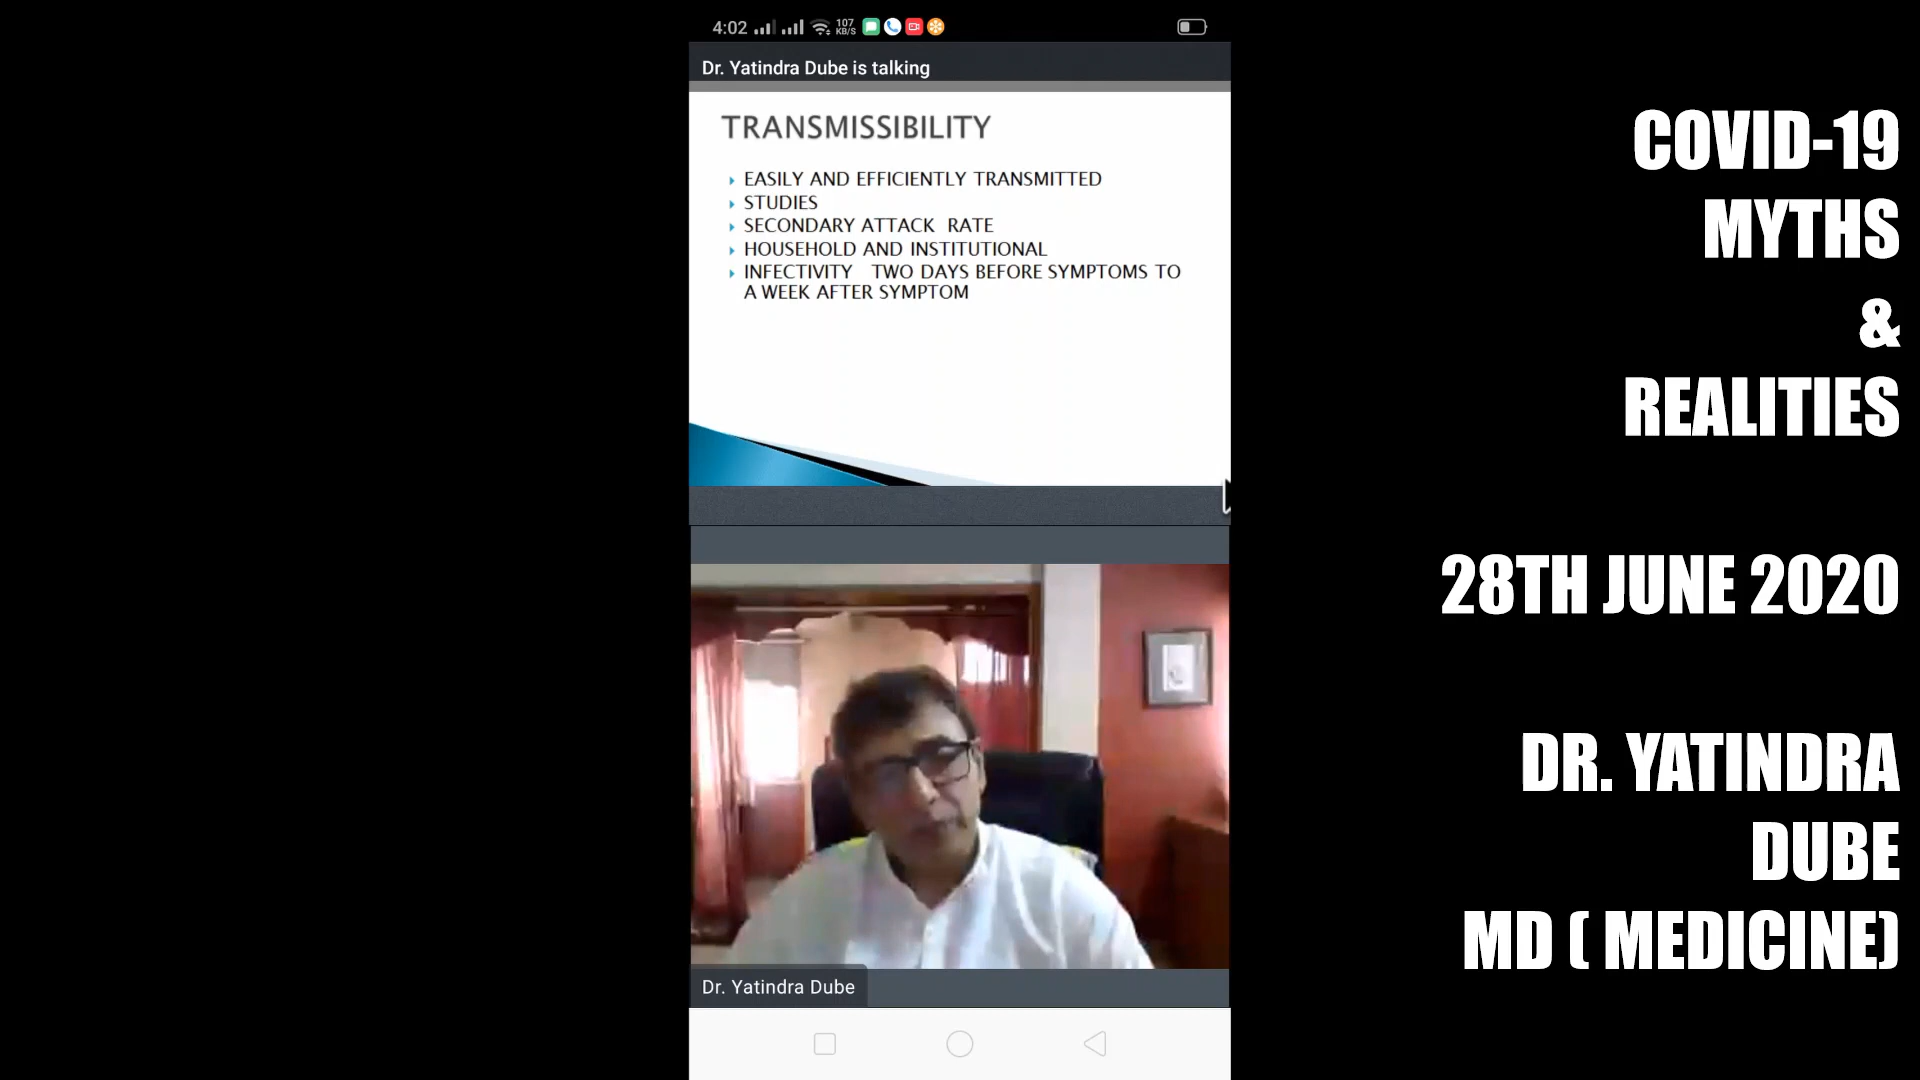 4:02
107
KB/S
Dr. Yatindra Dube is talking
TRANSMISSIBILITY
EASILY AND EFFICIENTLY TRANSMITTED
STUDIES
SECONDARY ATTACK RATE
HOUSEHOLD AND INSTITUTIONAL
INFECTIVITY TWO DAYS BEFORE SYMPTOMS TO
A WEEK AFTER SYMPTOM
Dr. Yatindra Dube
COVID-19
MYTHS
&
REALITIES
28TH JUNE 2020
DR. YATINDRA
DUBE
MD ( MEDICINE)